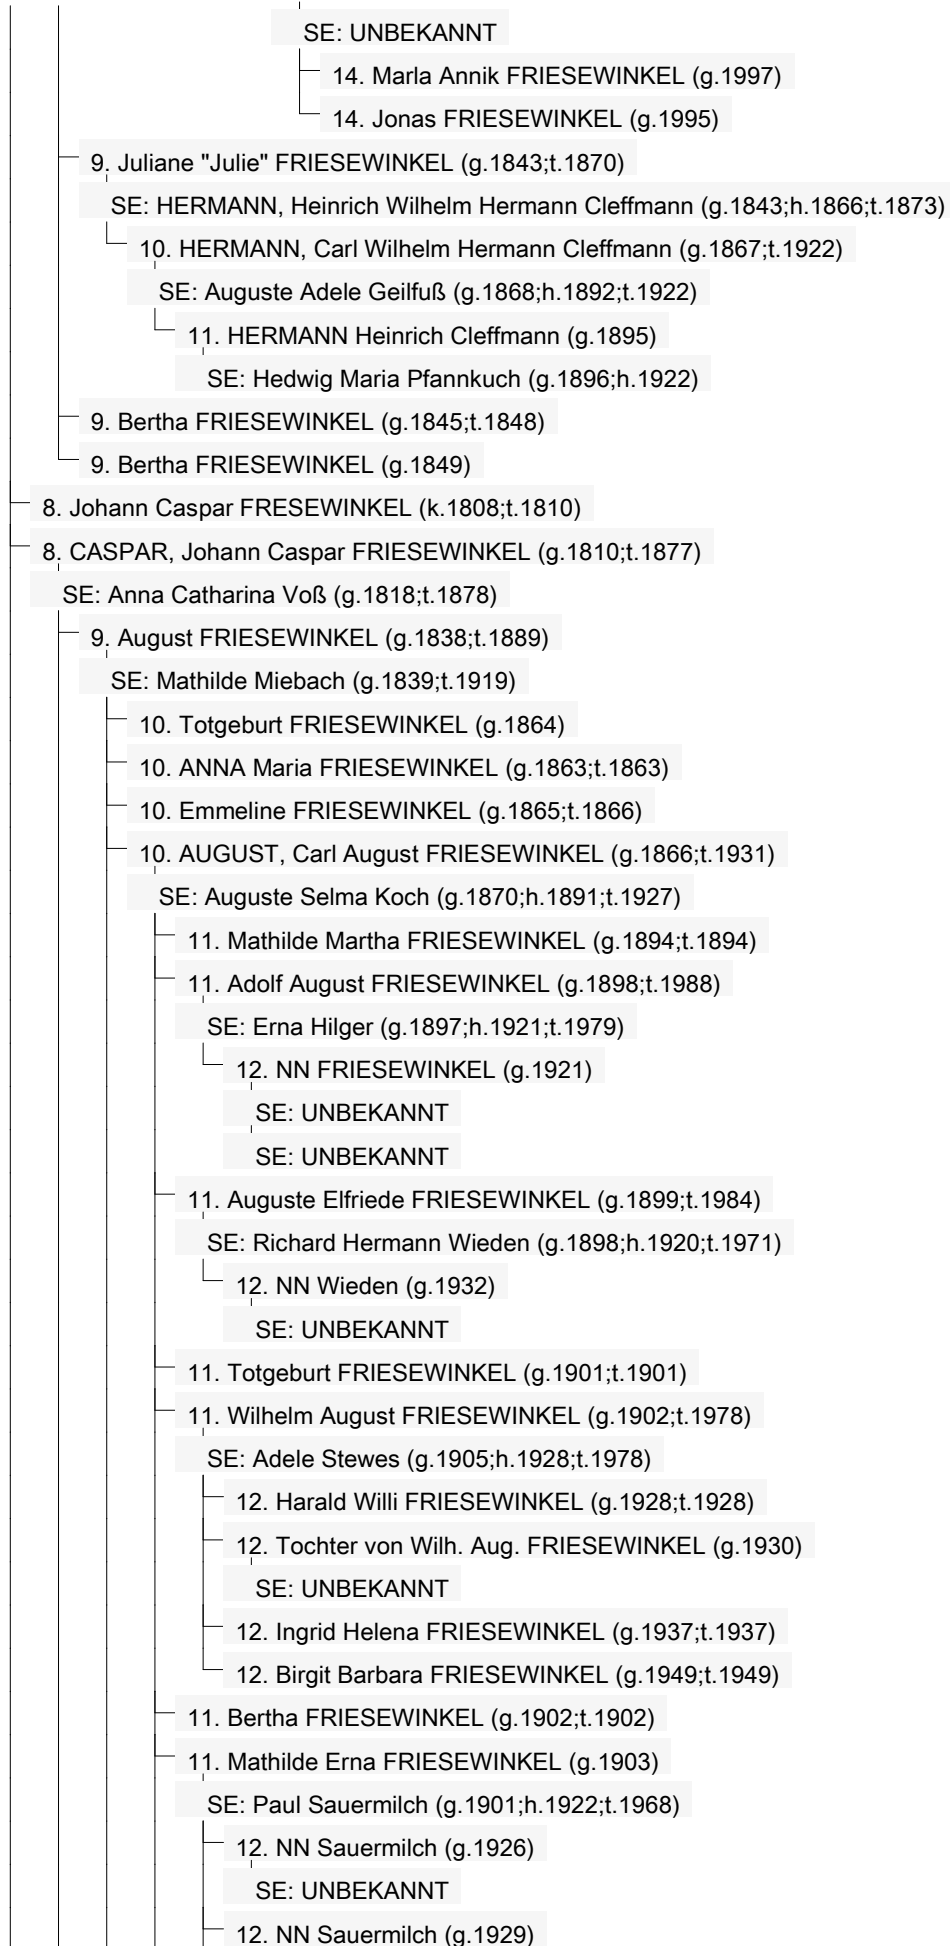 SE: UNBEKANNT
14. Marla Annik FRIESEWINKEL (g.1997)
14. Jonas FRIESEWINKEL (g.1995)
9. Juliane "Julie" FRIESEWINKEL (g.1843;t.1870)
SE: HERMANN, Heinrich Wilhelm Hermann Cleffmann (g.1843;h.1866;t.1873)
10. HERMANN, Carl Wilhelm Hermann Cleffmann (g.1867;t.1922)
SE: Auguste Adele Geilfuß (g.1868;h.1892;t.1922)
11. HERMANN Heinrich Cleffmann (g.1895)
SE: Hedwig Maria Pfannkuch (g.1896;h.1922)
9. Bertha FRIESEWINKEL (g.1845;t.1848)
9. Bertha FRIESEWINKEL (g.1849)
8. Johann Caspar FRESEWINKEL (k.1808;t.1810)
8. CASPAR, Johann Caspar FRIESEWINKEL (g.1810;t.1877)
SE: Anna Catharina Voß (g.1818;t.1878)
9. August FRIESEWINKEL (g.1838;t.1889)
SE: Mathilde Miebach (g.1839;t.1919)
10. Totgeburt FRIESEWINKEL (g.1864)
10. ANNA Maria FRIESEWINKEL (g.1863;t.1863)
10. Emmeline FRIESEWINKEL (g.1865;t.1866)
10. AUGUST, Carl August FRIESEWINKEL (g.1866;t.1931)
SE: Auguste Selma Koch (g.1870;h.1891;t.1927)
11. Mathilde Martha FRIESEWINKEL (g.1894;t.1894)
11. Adolf August FRIESEWINKEL (g.1898;t.1988)
SE: Erna Hilger (g.1897;h.1921;t.1979)
12. NN FRIESEWINKEL (g.1921)
SE: UNBEKANNT
SE: UNBEKANNT
11. Auguste Elfriede FRIESEWINKEL (g.1899;t.1984)
SE: Richard Hermann Wieden (g.1898;h.1920;t.1971)
12. NN Wieden (g.1932)
SE: UNBEKANNT
11. Totgeburt FRIESEWINKEL (g.1901;t.1901)
11. Wilhelm August FRIESEWINKEL (g.1902;t.1978)
SE: Adele Stewes (g.1905;h.1928;t.1978)
12. Harald Willi FRIESEWINKEL (g.1928;t.1928)
12. Tochter von Wilh. Aug. FRIESEWINKEL (g.1930)
SE: UNBEKANNT
12. Ingrid Helena FRIESEWINKEL (g.1937;t.1937)
12. Birgit Barbara FRIESEWINKEL (g.1949;t.1949)
11. Bertha FRIESEWINKEL (g.1902;t.1902)
11. Mathilde Erna FRIESEWINKEL (g.1903)
SE: Paul Sauermilch (g.1901;h.1922;t.1968)
12. NN Sauermilch (g.1926)
SE: UNBEKANNT
12. NN Sauermilch (g.1929)